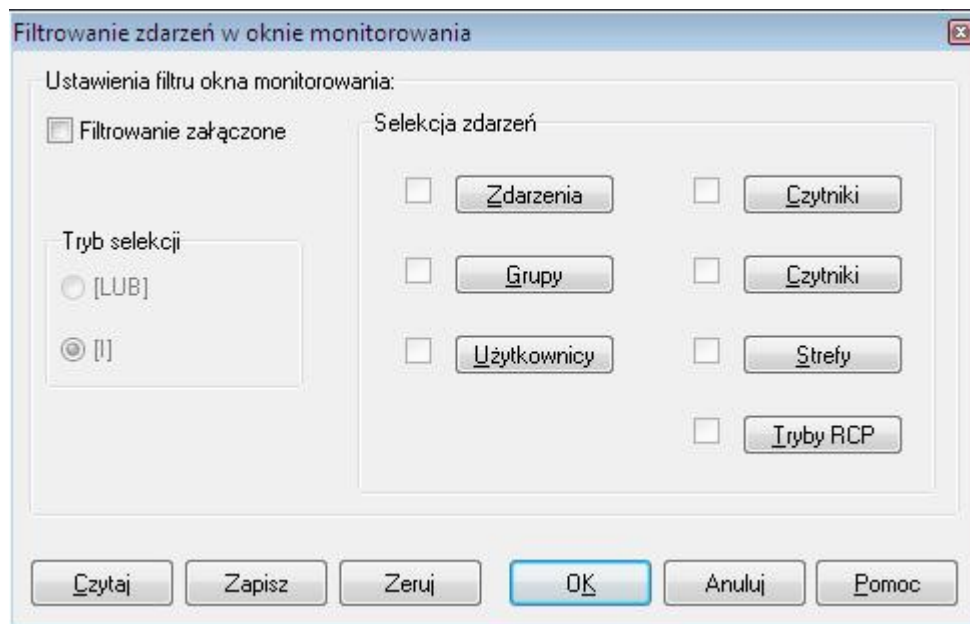 Filtrowanie zdarzeń w oknie monitorowania
Ustawienia filtru okna monitorowania:
Filtrowanie załączone
Selekcja zdarzeń
Zdarzenia
Czytniki
Tryb selekcji
[LUB]
Grupy
Czytniki
[I]
Użytkownicy
Strefy
Tryby RCP
Czytaj
Zapisz
Zeruj
OK
Anuluj
Pomoc